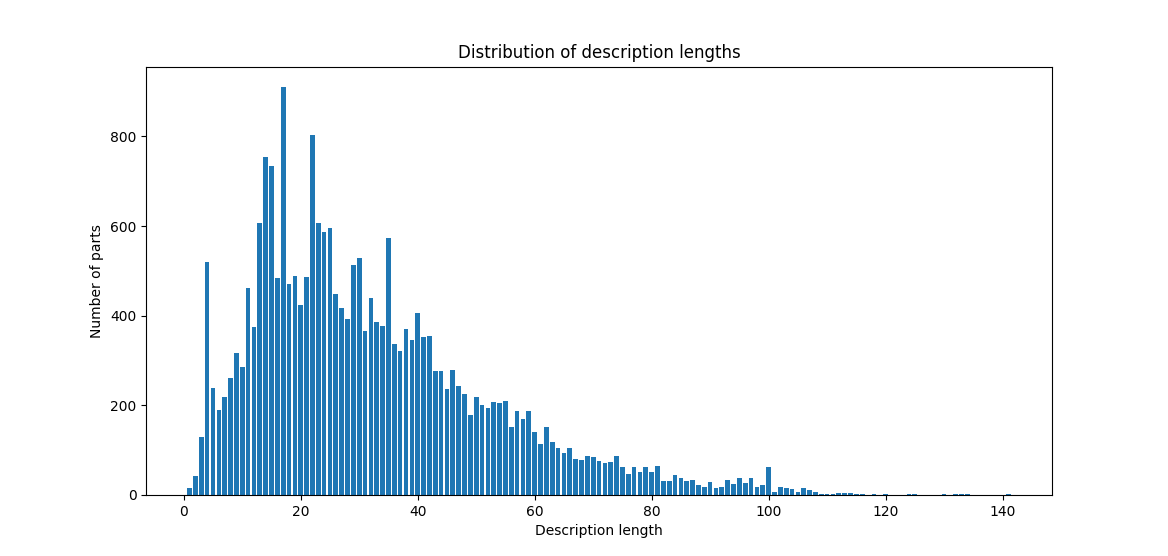 Distribution of description lengths
Number of parts
800
600
400
200
0
0 20 40 60 80 100 120 140
Description length